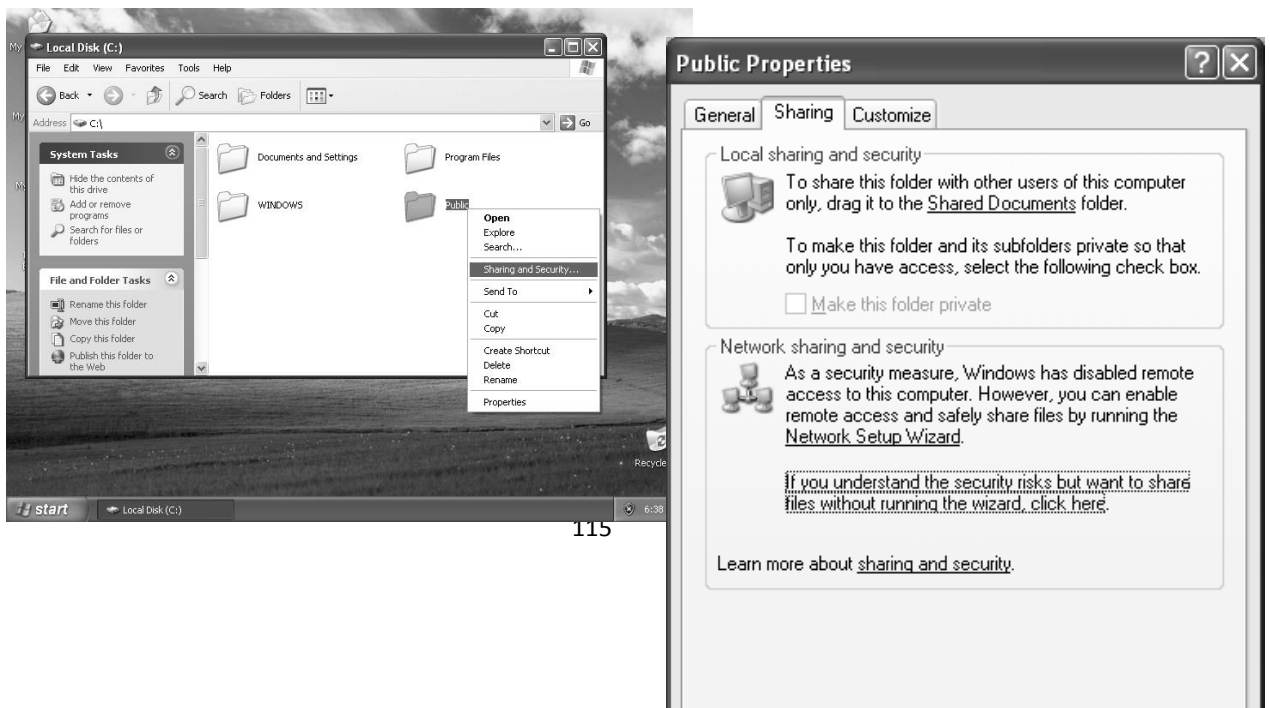 My
Local Disk (C:)
File Edit View Favorites Tools Help
Back Search Folders
My
Address C:\ Go
System Tasks
Hide the contents of
this drive
Add or remove
programs
Search for files or
folders
File and Folder Tasks
Rename this folder
Move this folder
Copy this folder
Publish this folder to
the Web
Documents and Settings
Program Files
WINDOWS
Public
Open
Explore
Search...
Sharing and Security...
Send To
Cut
Copy
Create Shortcut
Delete
Rename
Properties
Recycle
start Local Disk (C:) 6:38
115
Public Properties
General Sharing Customize
Local sharing and security
To share this folder with other users of this computer
only, drag it to the Shared Documents folder.
To make this folder and its subfolders private so that
only you have access, select the following check box.
Make this folder private
Network sharing and security
As a security measure, Windows has disabled remote
access to this computer. However, you can enable
remote access and safely share files by running the
Network Setup Wizard.
If you understand the security risks but want to share
files without running the wizard, click here.
Learn more about sharing and security.